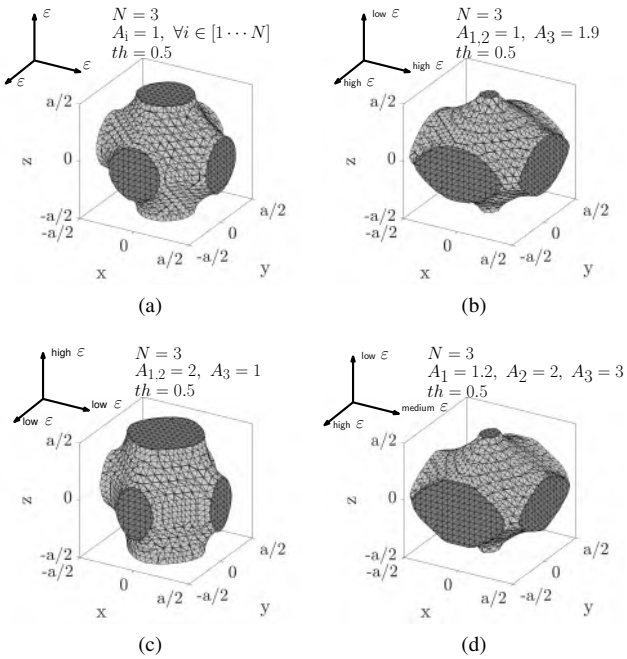 N = 3
A_i = 1, ∀i ∈ [1 ⋯ N]
th = 0.5
ε
ε
ε
a/2
0
-a/2
-a/2
0
a/2
-a/2
0
a/2
z
x
y
(a)
N = 3
A_{1,2} = 1, A_3 = 1.9
th = 0.5
low ε
high ε
high ε
a/2
0
-a/2
-a/2
0
a/2
-a/2
0
a/2
z
x
y
(b)
N = 3
A_{1,2} = 2, A_3 = 1
th = 0.5
high ε
low ε
low ε
a/2
0
-a/2
-a/2
0
a/2
-a/2
0
a/2
z
x
y
(c)
N = 3
A_1 = 1.2, A_2 = 2, A_3 = 3
th = 0.5
low ε
medium ε
high ε
a/2
0
-a/2
-a/2
0
a/2
-a/2
0
a/2
z
x
y
(d)